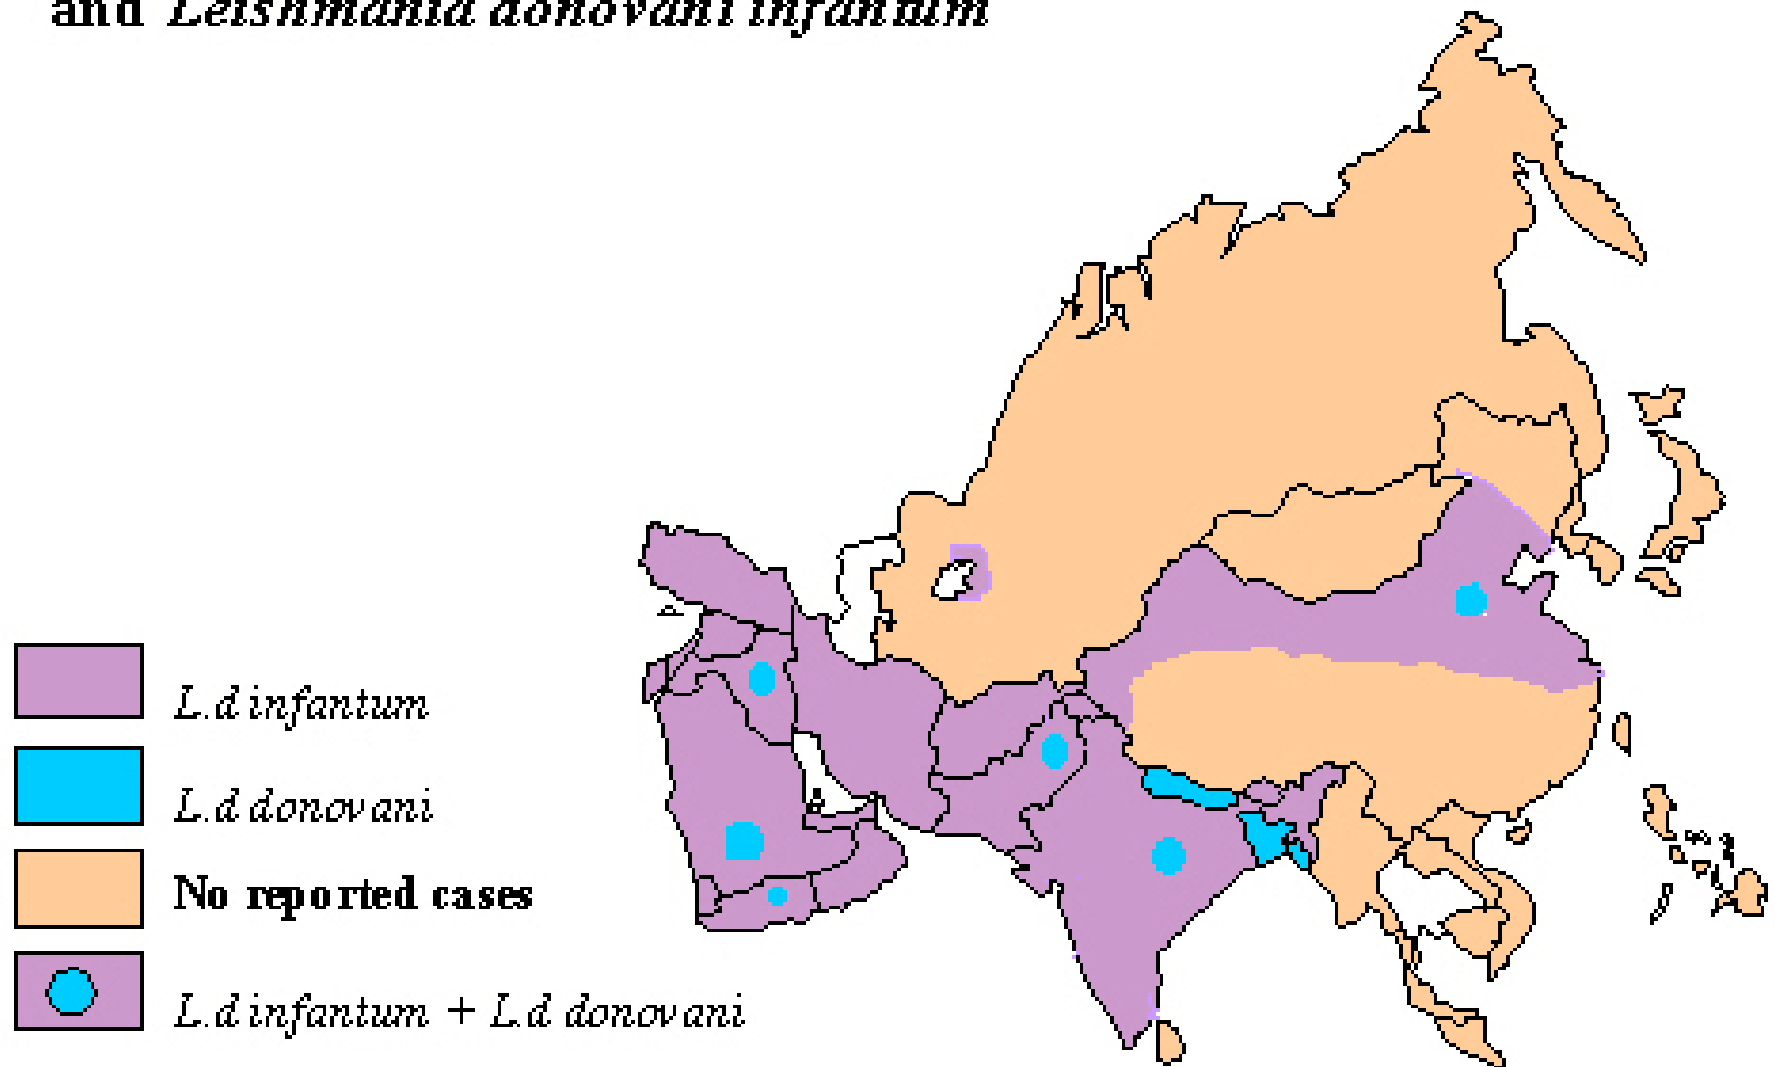 and Leishmania donovani infantum
L.d infantum
L.d donovani
No reported cases
L.d infantum + L.d donovani